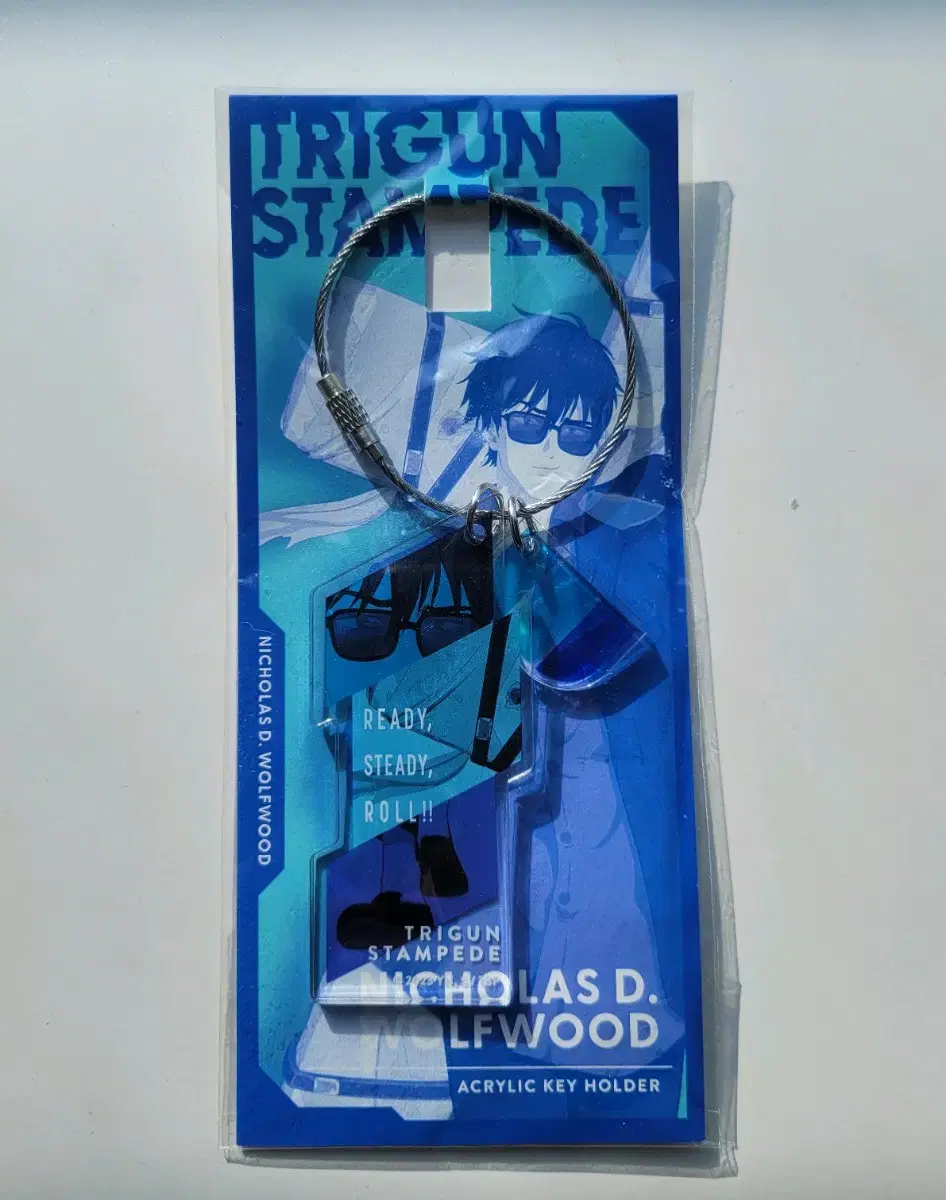 TRIGUN
STAMPEDE
NICHOLAS D. WOLFWOOD
READY,
STEADY,
ROLL!!
TRIGUN
STAMPEDE
NICHOLAS D.
WOLFWOOD
ACRYLIC KEY HOLDER